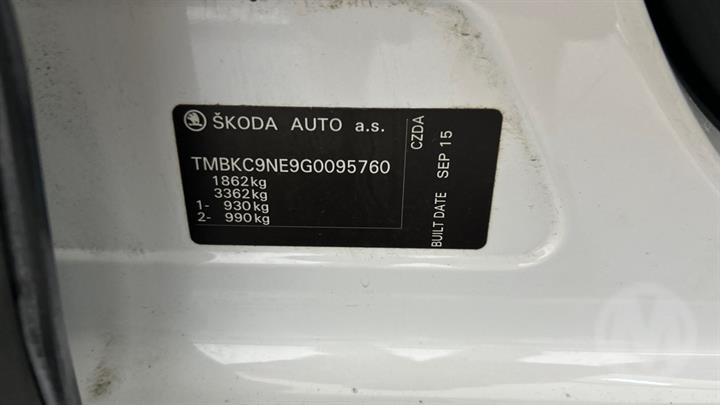 ŠKODA AUTO a.s.
TMBKC9NE9G0095760
1862kg
3362kg
1- 930kg
2- 990kg
CZDA
BUILT DATE SEP 15
M